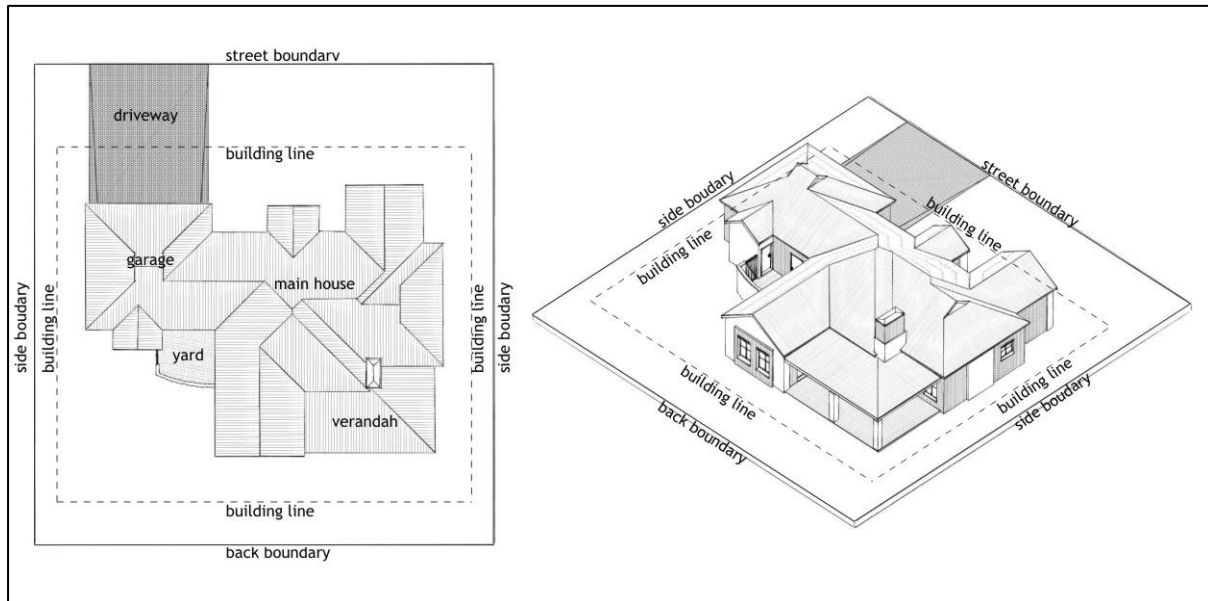 street boundary
driveway
building line
garage
main house
side boudary
building line
building line
side boudary
yard
verandah
building line
back boundary
side boudary
street boundary
building line
building line
building line
building line
back boundary
side boudary